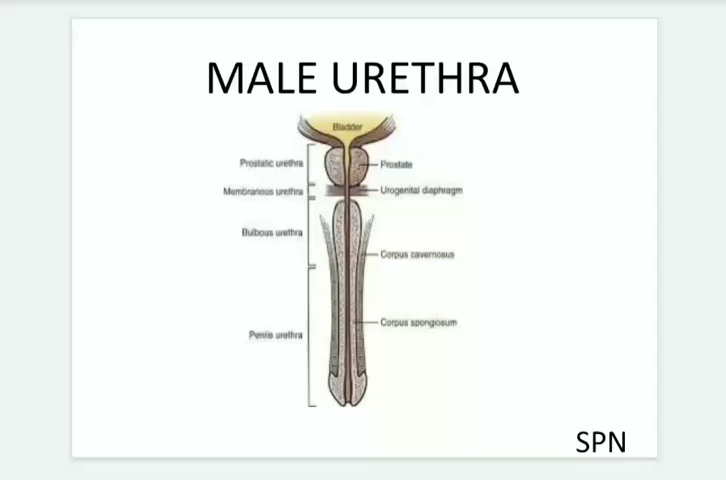 MALE URETHRA
Bladder
Prostatic urethra
Prostate
Membranous urethra
Urogenital diaphragm
Bulbous urethra
Corpus cavernosus
Corpus spongiosum
Penile urethra
SPN